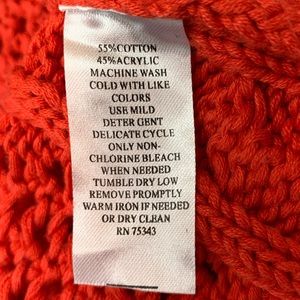 55%COTTON
45%ACRYLIC
MACHINE WASH
COLD WITH LIKE
COLORS
USE MILD
DETER GENT
DELICATE CYCLE
ONLY NON-
CHLORINE BLEACH
WHEN NEEDED
TUMBLE DRY LOW
REMOVE PROMPTLY
WARM IRON IF NEEDED
OR DRY CLEAN
RN 75343